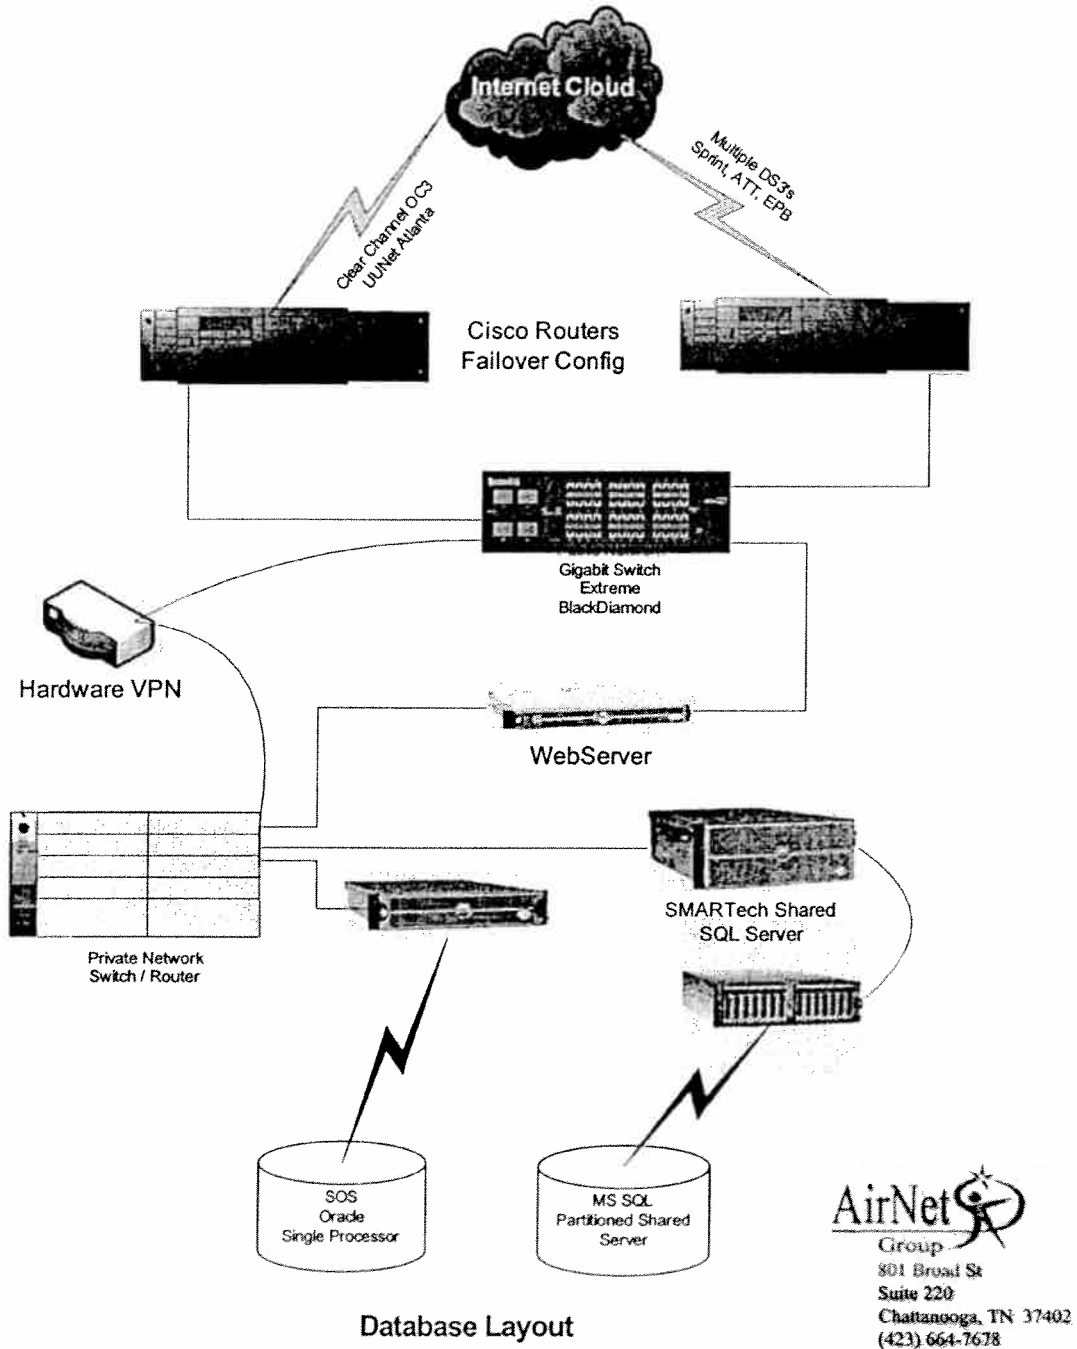 Internet Cloud
Multiple DS3's
Sprint, ATT, EPB
Clear Channel OC3
UUNet Atlanta
Cisco Routers
Failover Config
Gigabit Switch
Extreme
BlackDiamond
Hardware VPN
WebServer
SMARTech Shared
SQL Server
Private Network
Switch / Router
SOS
Oracle
Single Processor
MS SQL
Partitioned Shared
Server
AirNet
Group
801 Broad St
Suite 220
Chattanooga, TN 37402
(423) 664-7678
Database Layout